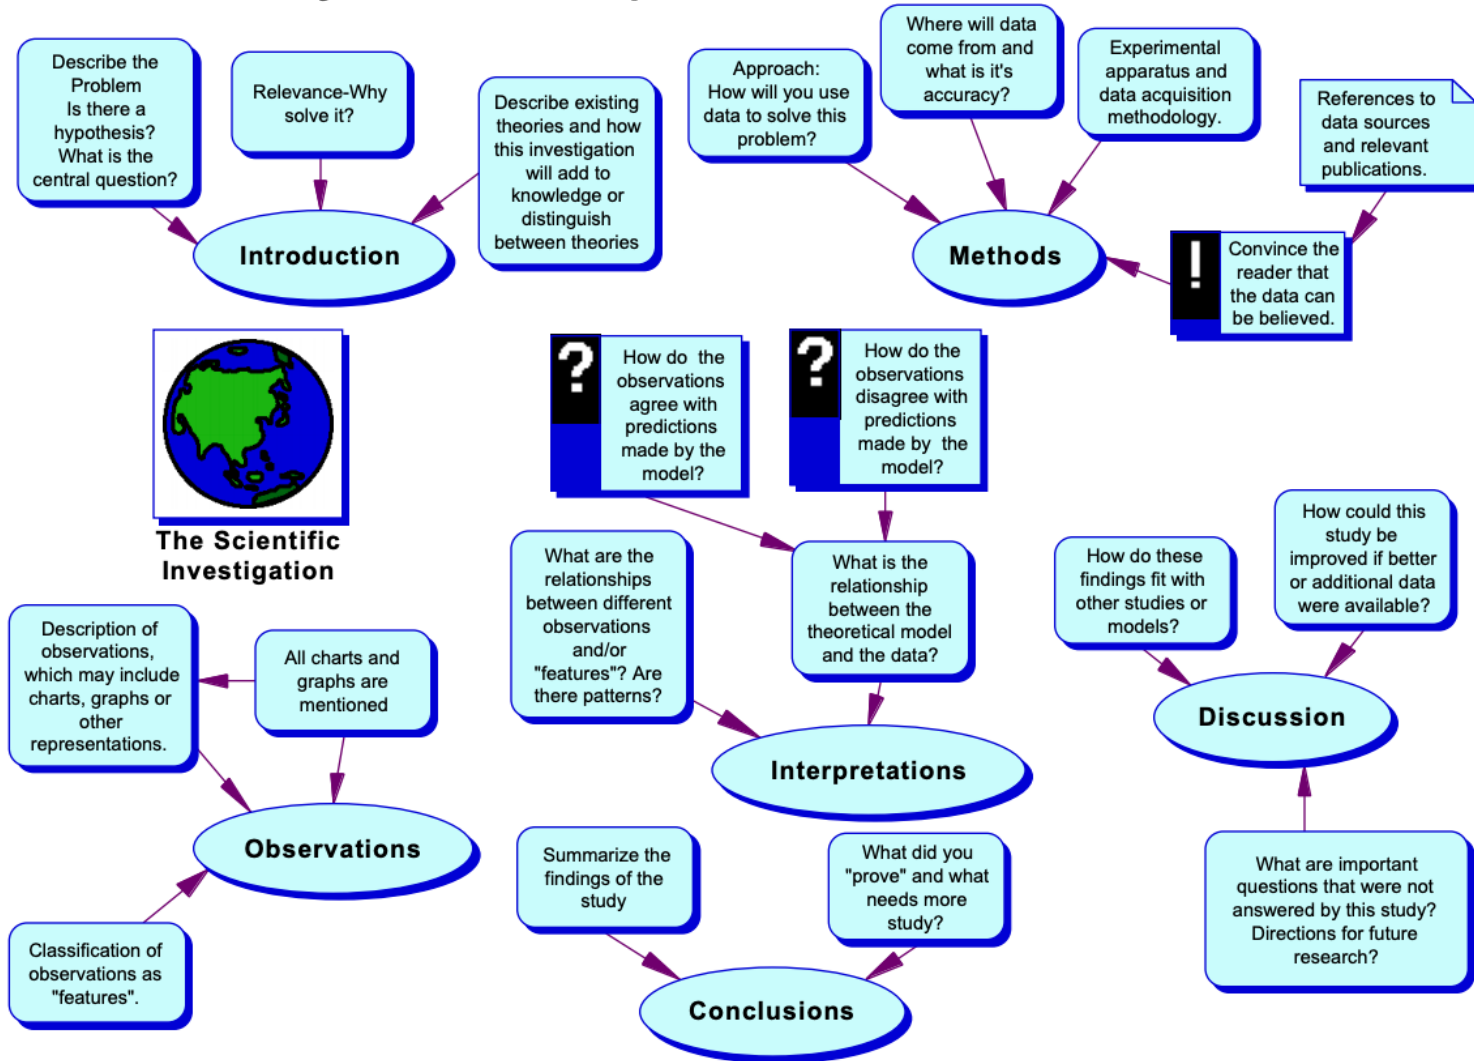 Describe the
Problem
Is there a
hypothesis?
What is the
central question?
Relevance-Why
solve it?
Describe existing
theories and how
this investigation
will add to
knowledge or
distinguish
between theories
Introduction
Approach:
How will you use
data to solve this
problem?
Where will data
come from and
what is it's
accuracy?
Experimental
apparatus and
data acquisition
methodology.
References to
data sources
and relevant
publications.
! Convince the
reader that
the data can
be believed.
Methods
The Scientific
Investigation
? How do the
observations
agree with
predictions
made by the
model?
? How do the
observations
disagree with
predictions
made by the
model?
What are the
relationships
between different
observations
and/or
"features"? Are
there patterns?
What is the
relationship
between the
theoretical model
and the data?
Interpretations
How do these
findings fit with
other studies or
models?
How could this
study be
improved if better
or additional data
were available?
Discussion
What are important
questions that were not
answered by this study?
Directions for future
research?
Description of
observations,
which may include
charts, graphs or
other
representations.
All charts and
graphs are
mentioned
Observations
Classification of
observations as
"features".
Summarize the
findings of the
study
What did you
"prove" and what
needs more
study?
Conclusions